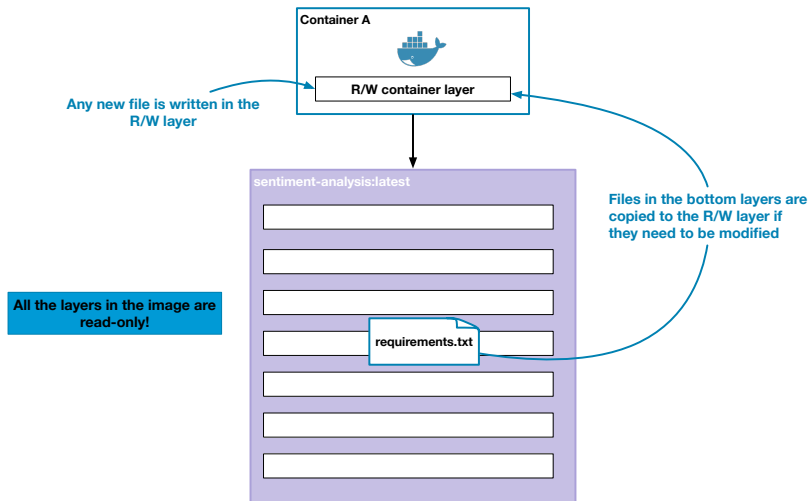 Container A
R/W container layer
Any new file is written in the
R/W layer
sentiment-analysis:latest
Files in the bottom layers are
copied to the R/W layer if
they need to be modified
All the layers in the image are
read-only!
requirements.txt